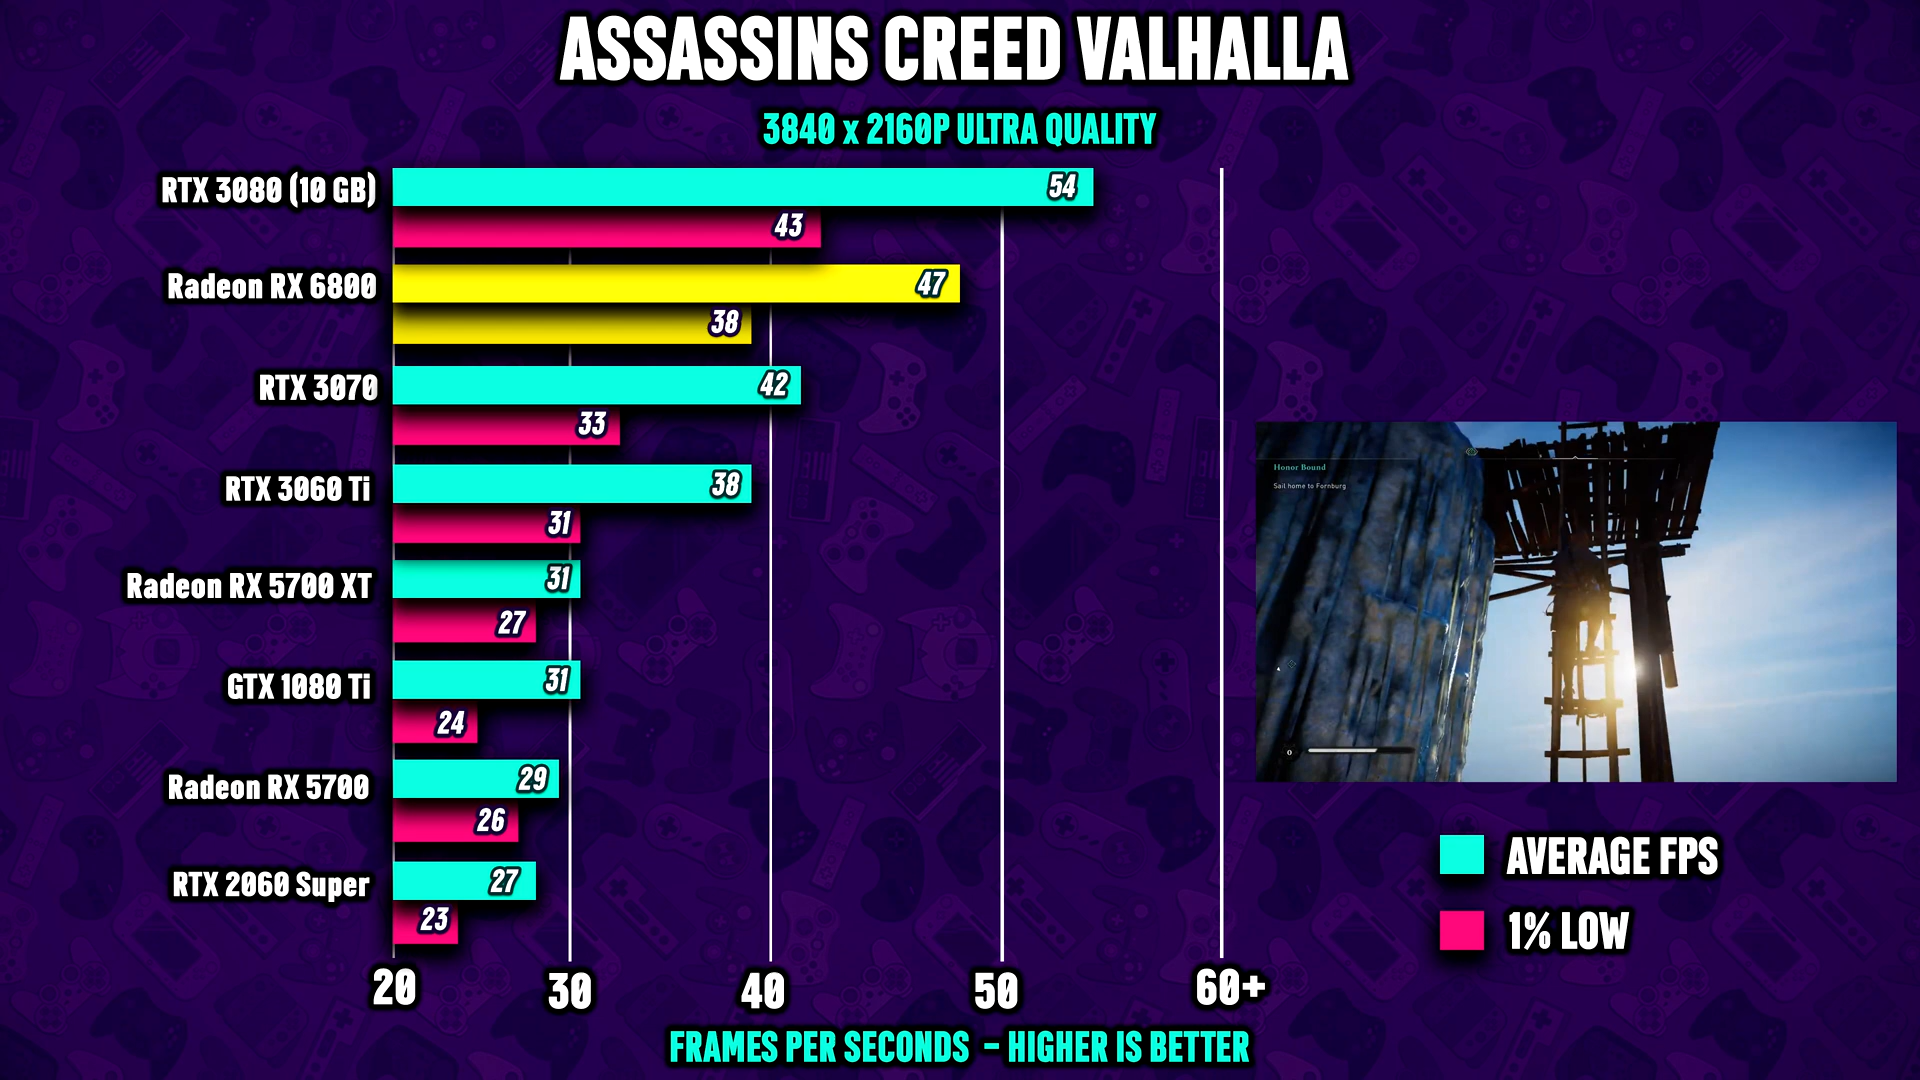 ASSASSINS CREED VALHALLA
3840 x 2160P ULTRA QUALITY
RTX 3080 (10 GB)
54
43
Radeon RX 6800
47
38
RTX 3070
42
33
RTX 3060 Ti
38
31
Radeon RX 5700 XT
31
27
GTX 1080 Ti
31
24
Radeon RX 5700
29
26
RTX 2060 Super
27
23
20 30 40 50 60+
FRAMES PER SECONDS – HIGHER IS BETTER
Honor Bound
Sail home to Fornburg
0
AVERAGE FPS
1% LOW